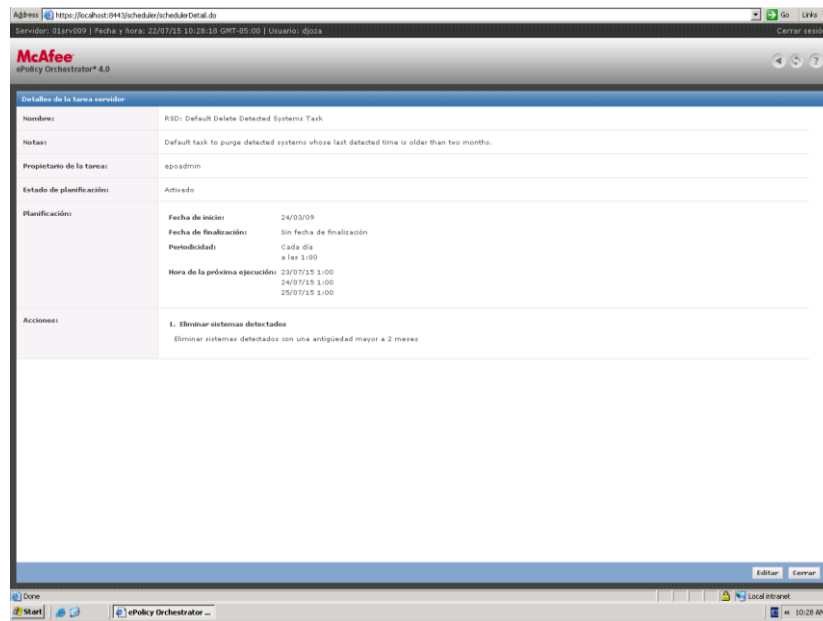 Address https://localhost:8443/scheduler/schedulerDetail.do Go Links
Servidor: 01srv009 | Fecha y hora: 22/07/15 10:28:18 GMT-05:00 | Usuario: djoza Cerrar sesió
McAfee
ePolicy Orchestrator® 4.0
Detalles de la tarea servidor
Nombre: RSD: Default Delete Detected Systems Task
Notas: Default task to purge detected systems whose last detected time is older than two months.
Propietario de la tarea: epoadmin
Estado de planificación: Activado
Planificación:
Fecha de inicio: 24/03/09
Fecha de finalización: Sin fecha de finalización
Periodicidad: Cada día
a las 1:00
Hora de la próxima ejecución: 23/07/15 1:00
24/07/15 1:00
25/07/15 1:00
Acciones:
1. Eliminar sistemas detectados
Eliminar sistemas detectados con una antigüedad mayor a 2 meses
Editar Cerrar
Done Local intranet
Start ePolicy Orchestrator ... « 10:28 AM